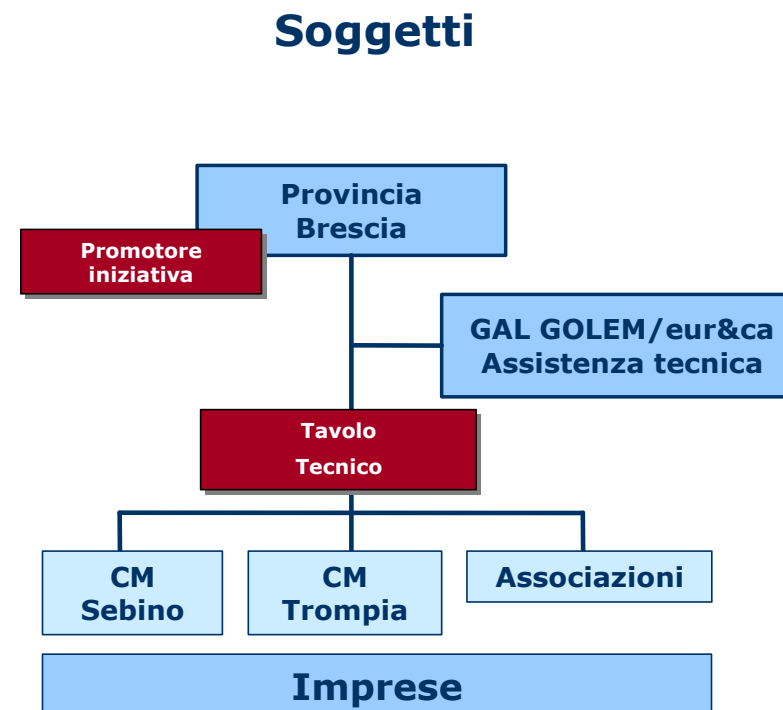 Soggetti
Provincia
Brescia
Promotore
iniziativa
GAL GOLEM/eur&ca
Assistenza tecnica
Tavolo
Tecnico
CM
Sebino
CM
Trompia
Associazioni
Imprese